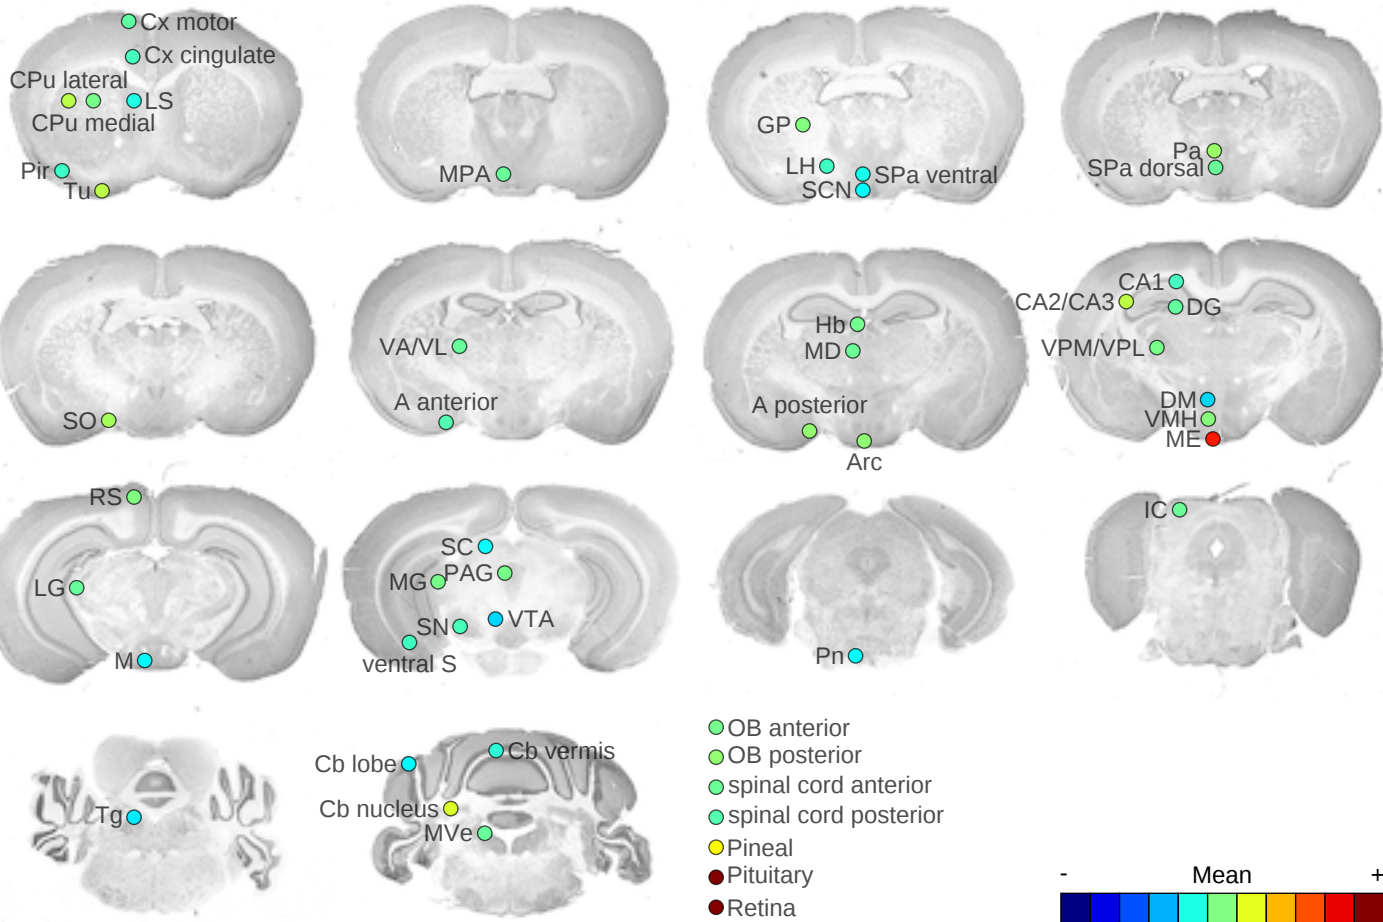 Cx motor
Cx cingulate
CPu lateral
LS
CPu medial
Pir
Tu
MPA
GP
LH
SPa ventral
SCN
Pa
SPa dorsal
SO
VA/VL
A anterior
Hb
MD
A posterior
Arc
CA1
CA2/CA3
DG
VPM/VPL
DM
VMH
ME
RS
LG
M
SC
MG
PAG
SN
VTA
ventral S
Pn
IC
Tg
Cb lobe
Cb vermis
Cb nucleus
MVe
OB anterior
OB posterior
spinal cord anterior
spinal cord posterior
Pineal
Pituitary
Retina
- Mean +